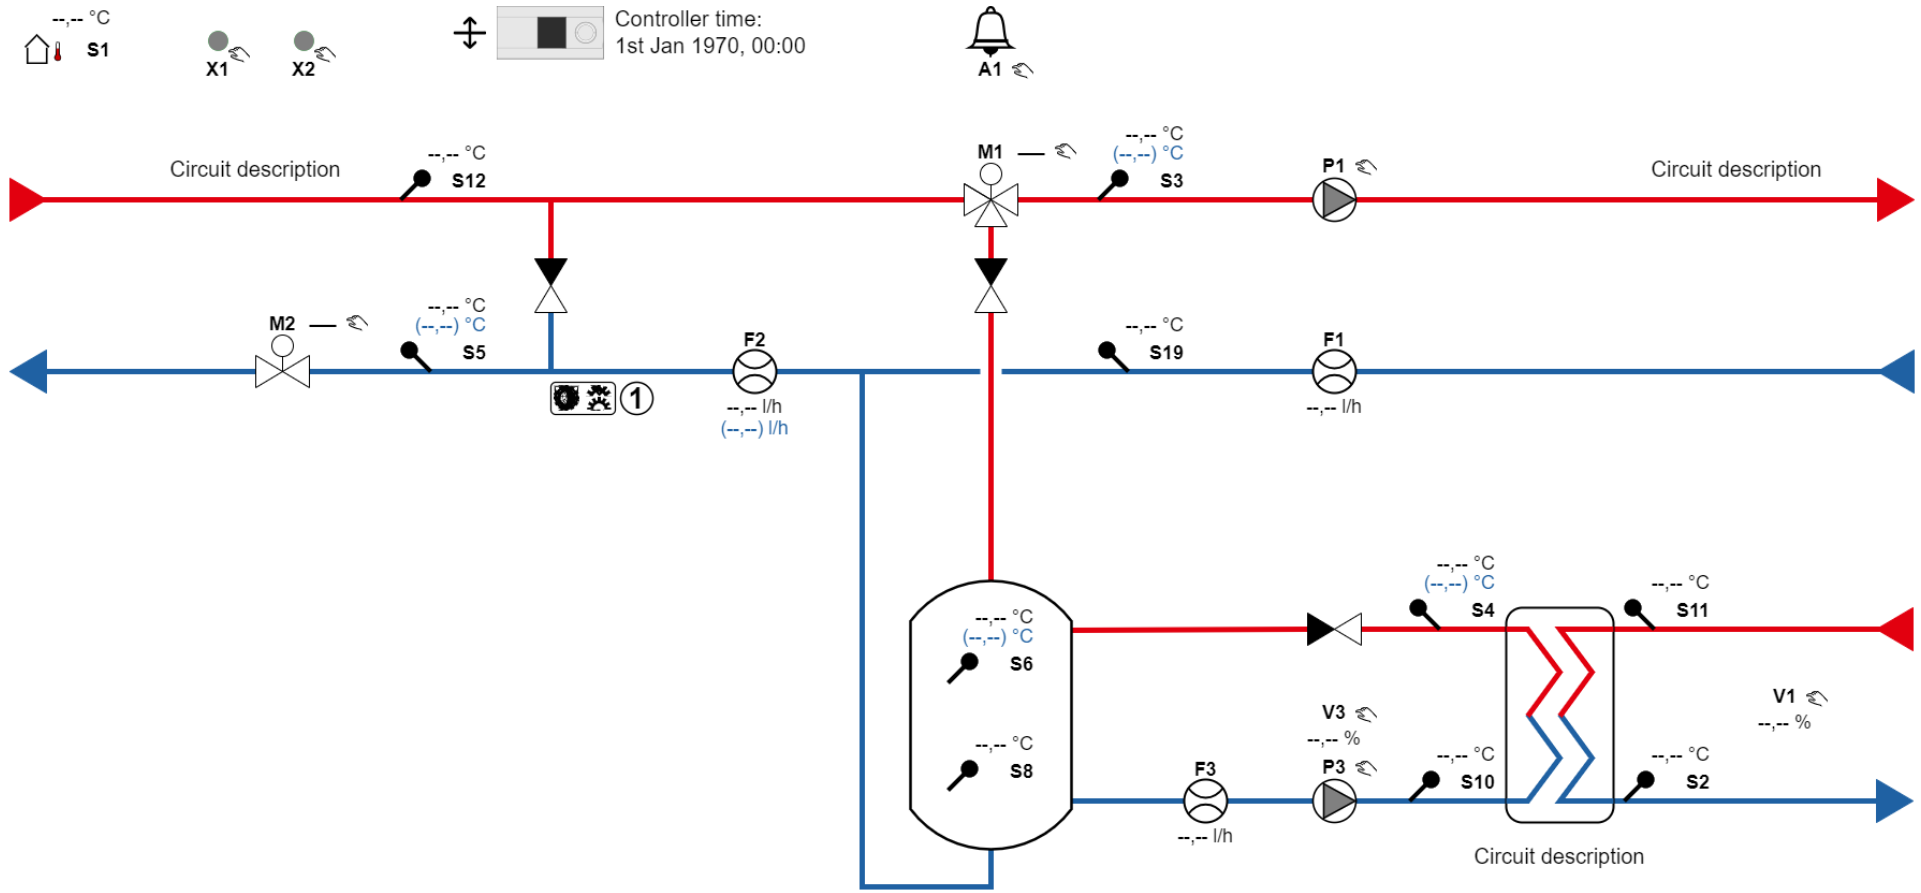 --,-- °C
S1
X1
X2
Controller time:
1st Jan 1970, 00:00
A1
Circuit description
--,-- °C
S12
M1
--,-- °C
(--,--) °C
S3
P1
Circuit description
M2
--,-- °C
(--,--) °C
S5
1
F2
--,-- l/h
(--,--) l/h
--,-- °C
S19
F1
--,-- l/h
--,-- °C
(--,--) °C
S6
--,-- °C
S8
--,-- °C
(--,--) °C
S4
--,-- °C
S11
V3
--,-- %
P3
V1
--,-- %
F3
--,-- l/h
--,-- °C
S10
--,-- °C
S2
Circuit description